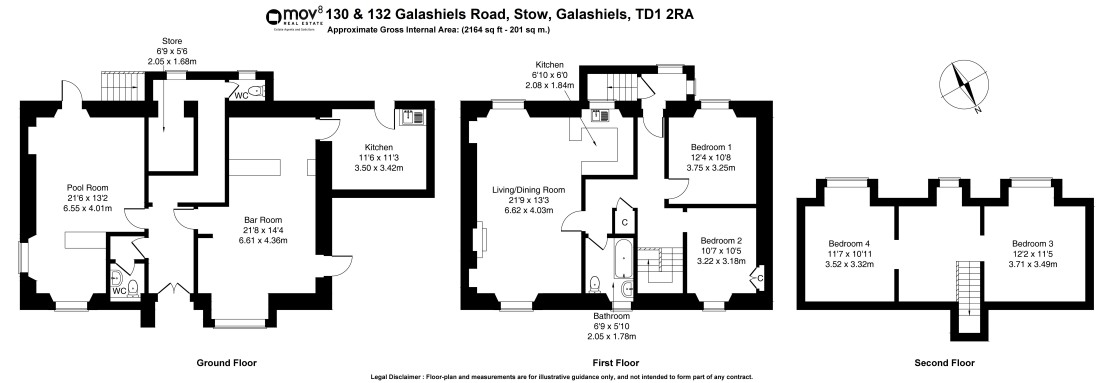 mov8
REAL ESTATE
Estate Agents and Solicitors
130 & 132 Galashiels Road, Stow, Galashiels, TD1 2RA
Approximate Gross Internal Area: (2164 sq ft - 201 sq m.)
Store
6'9 x 5'6
2.05 x 1.68m
WC
Kitchen
11'6 x 11'3
3.50 x 3.42m
Pool Room
21'6 x 13'2
6.55 x 4.01m
Bar Room
21'8 x 14'4
6.61 x 4.36m
WC
Ground Floor
Kitchen
6'10 x 6'0
2.08 x 1.84m
Bedroom 1
12'4 x 10'8
3.75 x 3.25m
Living/Dining Room
21'9 x 13'3
6.62 x 4.03m
C
Bedroom 2
10'7 x 10'5
3.22 x 3.18m
C
Bathroom
6'9 x 5'10
2.05 x 1.78m
First Floor
N
Bedroom 4
11'7 x 10'11
3.52 x 3.32m
Bedroom 3
12'2 x 11'5
3.71 x 3.49m
Second Floor
Legal Disclaimer : Floor-plan and measurements are for illustrative guidance only, and not intended to form part of any contract.